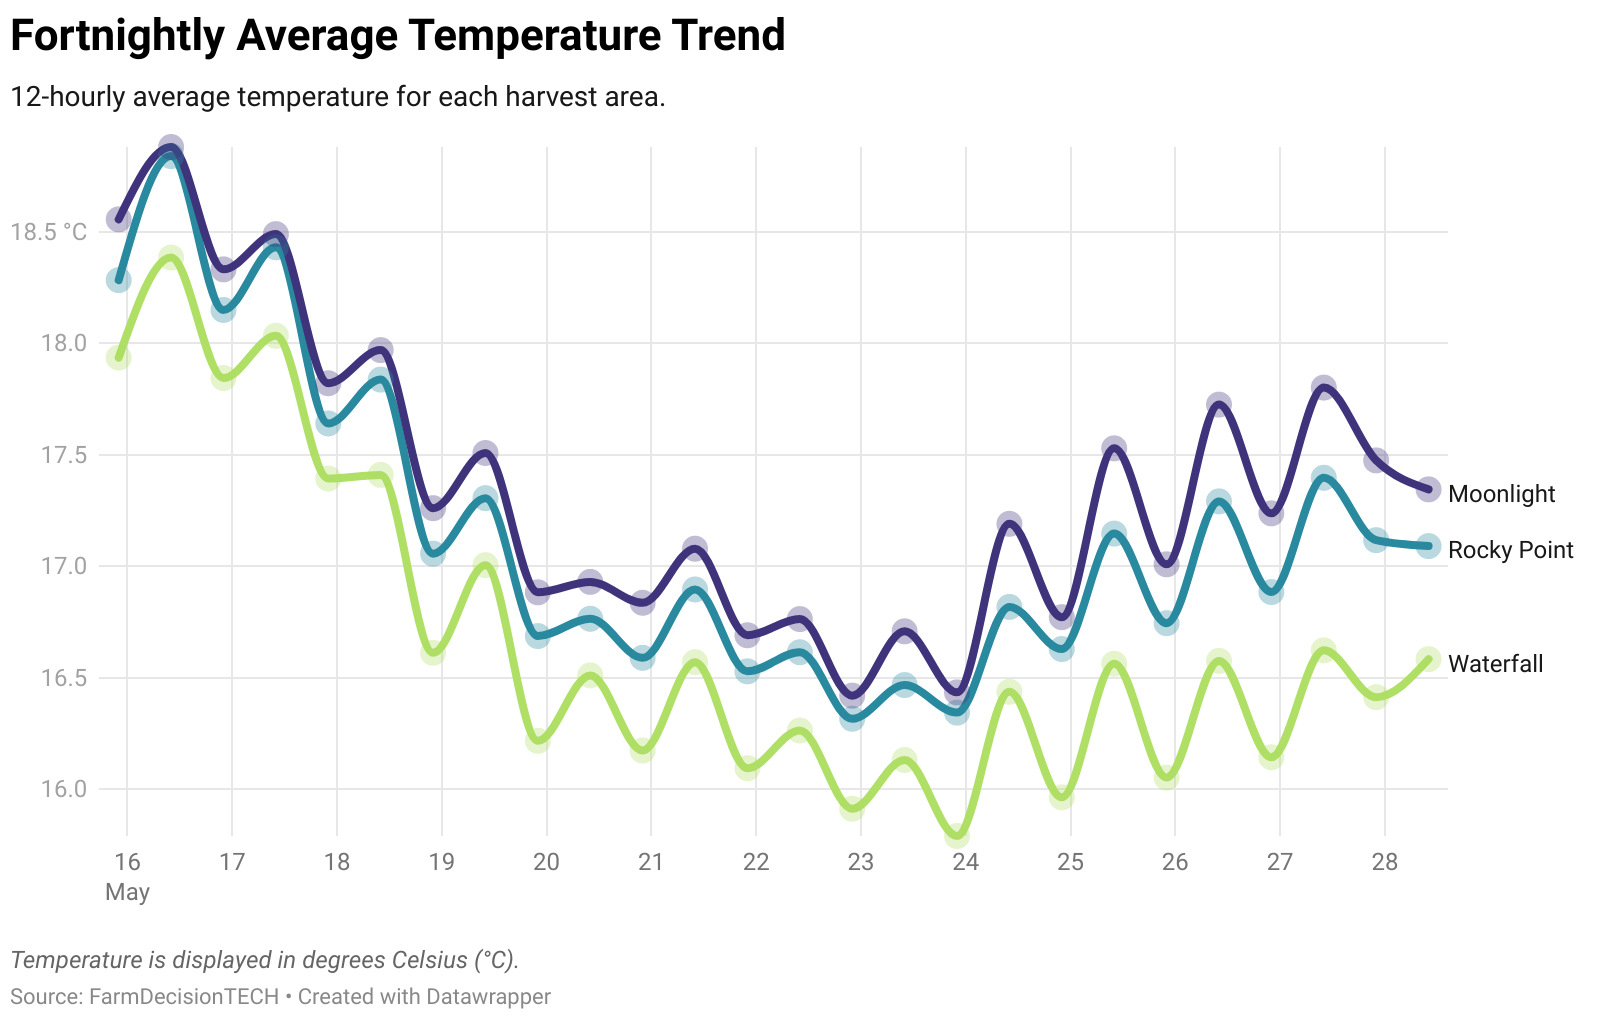 Fortnightly Average Temperature Trend
12-hourly average temperature for each harvest area.
18.5 °C
18.0
17.5
17.0
16.5
16.0
Moonlight
Rocky Point
Waterfall
16 17 18 19 20 21 22 23 24 25 26 27 28
May
Temperature is displayed in degrees Celsius (°C).
Source: FarmDecisionTECH • Created with Datawrapper